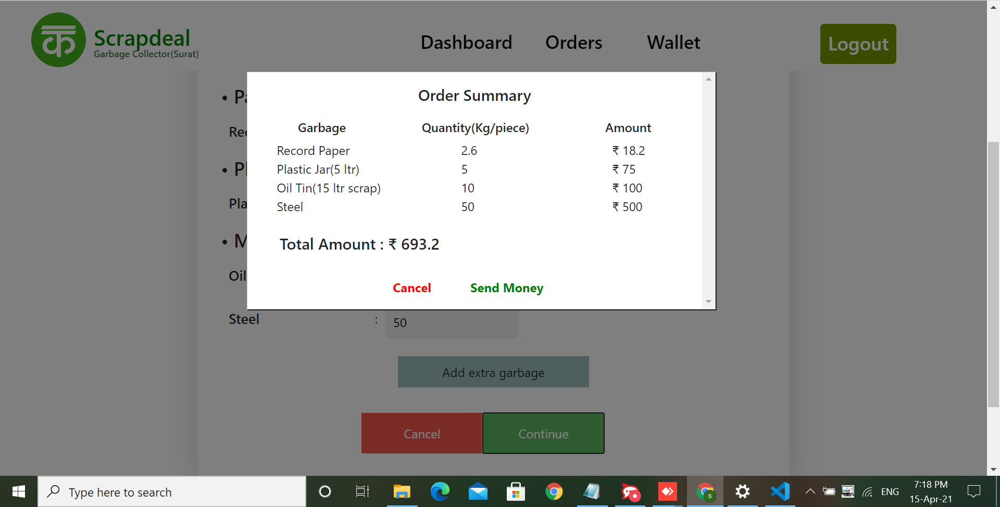 क
Scrapdeal
Garbage Collector(Surat)
Dashboard Orders Wallet
Logout
Order Summary
Garbage Quantity(Kg/piece) Amount
Record Paper 2.6 ₹ 18.2
Plastic Jar(5 ltr) 5 ₹ 75
Oil Tin(15 ltr scrap) 10 ₹ 100
Steel 50 ₹ 500
Total Amount : ₹ 693.2
Cancel Send Money
Oil
Steel : 50
Add extra garbage
Cancel Continue
Type here to search
ENG
7:18 PM
15-Apr-21